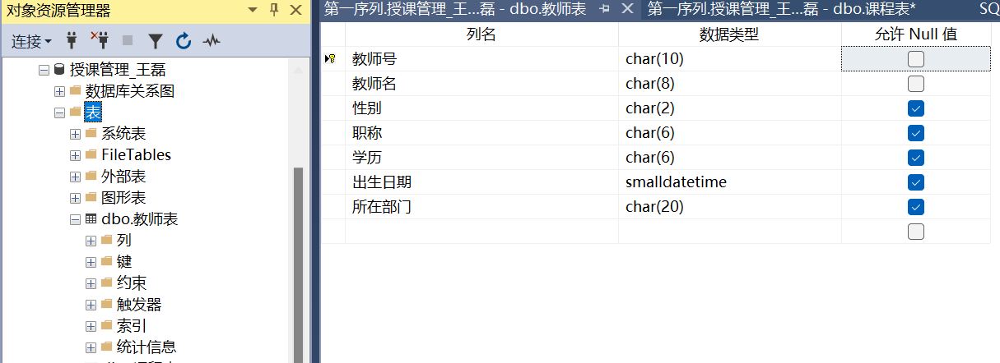 对象资源管理器
连接
授课管理_王磊
数据库关系图
表
系统表
FileTables
外部表
图形表
dbo.教师表
列
键
约束
触发器
索引
统计信息
第一序列.授课管理_王...磊 - dbo.教师表
第一序列.授课管理_王...磊 - dbo.课程表*
SQ
列名 数据类型 允许 Null 值
教师号 char(10)
教师名 char(8)
性别 char(2)
职称 char(6)
学历 char(6)
出生日期 smalldatetime
所在部门 char(20)